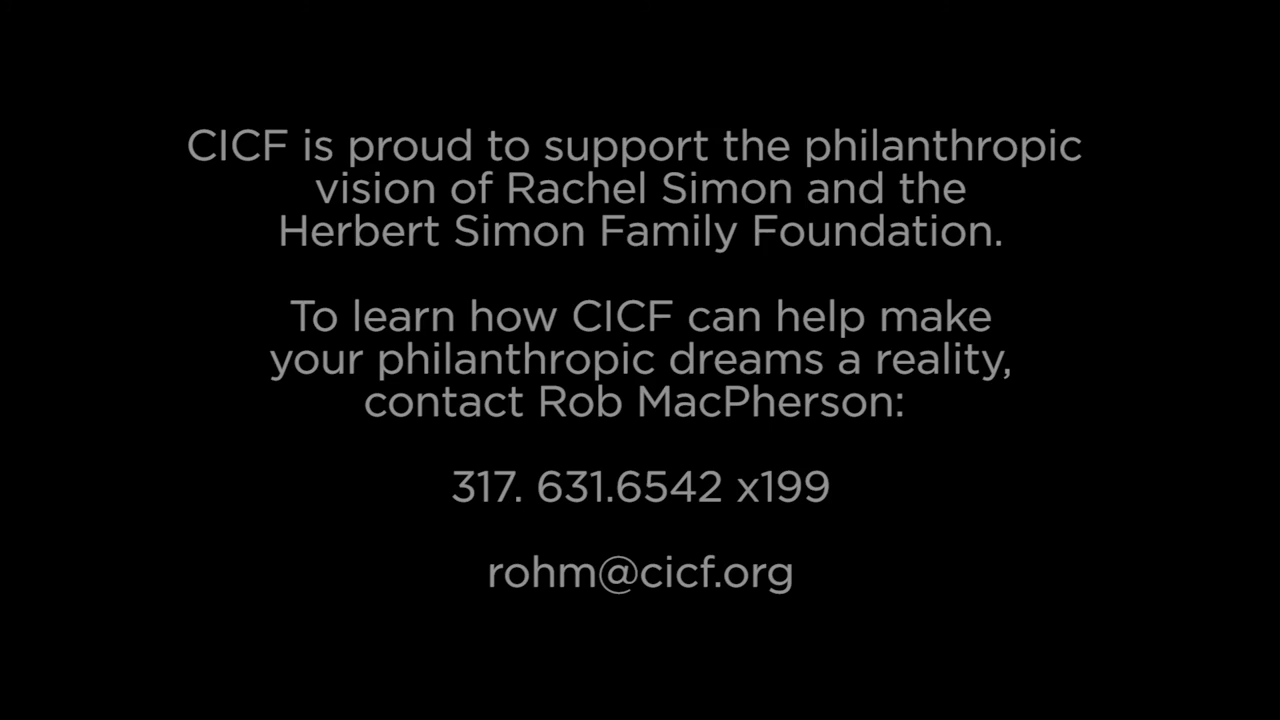 CICF is proud to support the philanthropic
vision of Rachel Simon and the
Herbert Simon Family Foundation.
To learn how CICF can help make
your philanthropic dreams a reality,
contact Rob MacPherson:
317. 631.6542 x199
rohm@cicf.org